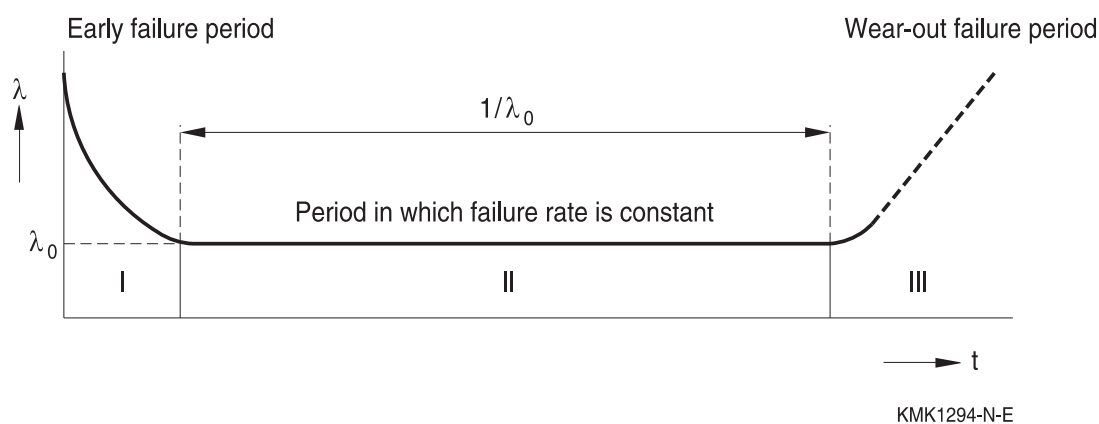 Early failure period
Wear-out failure period
λ
1/λ₀
Period in which failure rate is constant
λ₀
I
II
III
t
KMK1294-N-E